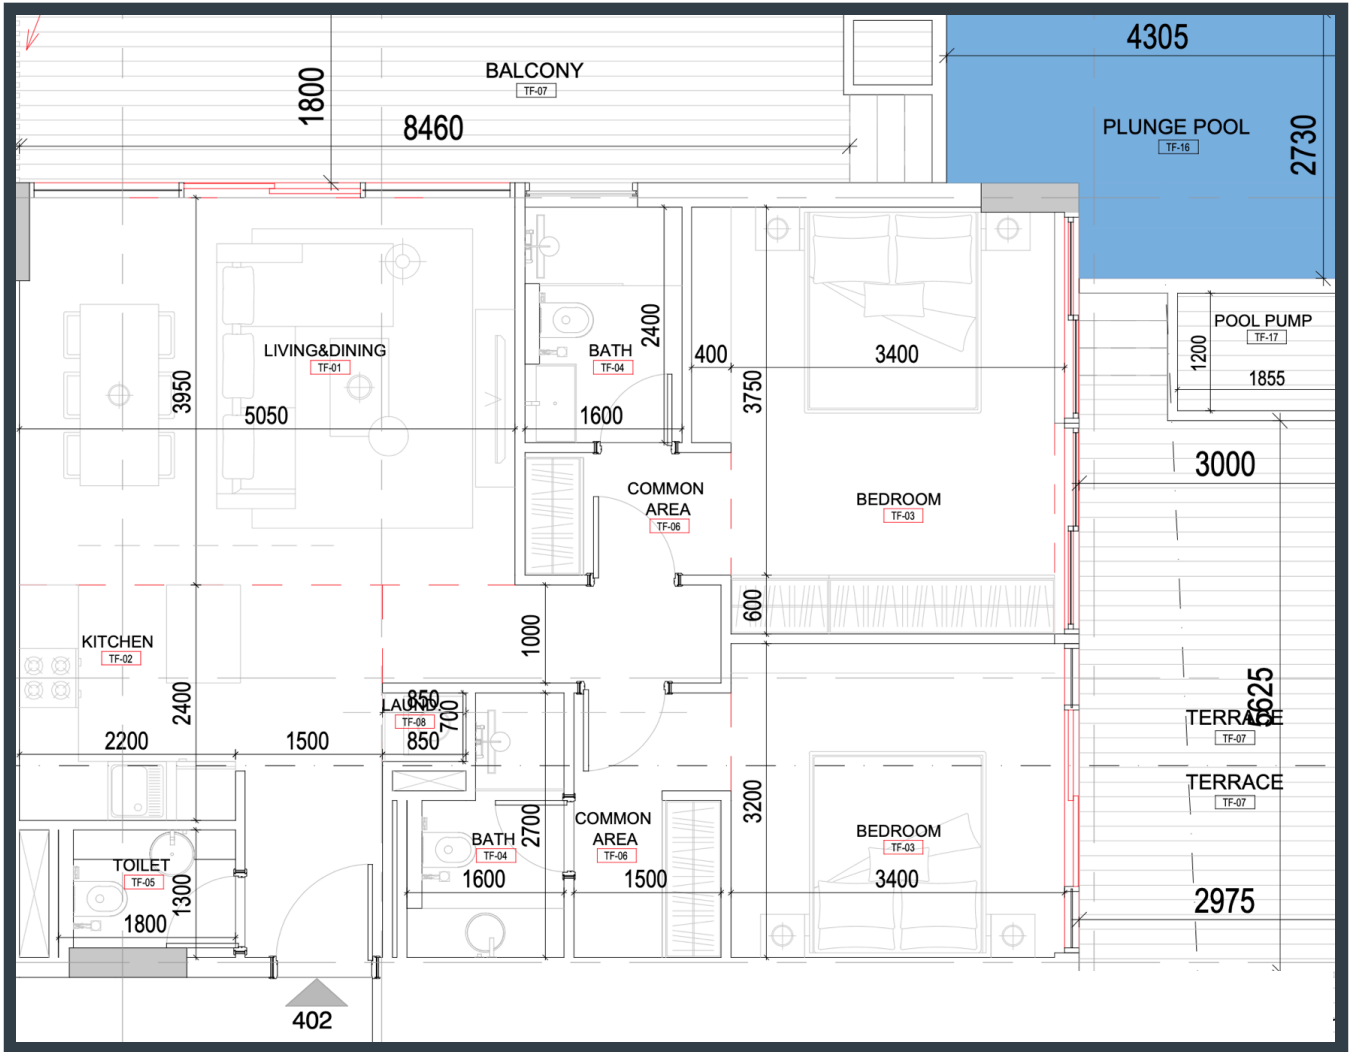 4305
1800
BALCONY
TF-07
8460
PLUNGE POOL
TF-16
2730
LIVING&DINING
TF-01
3950
5050
BATH
TF-04
2400
1600
400
3400
3750
POOL PUMP
TF-17
1200
1855
3000
COMMON
AREA
TF-06
BEDROOM
TF-03
600
1000
KITCHEN
TF-02
2400
2200
1500
850
LAUND.
TF-08
700
850
5625
TERRACE
TF-07
TERRACE
TF-07
3200
2700
BATH
TF-04
1600
COMMON
AREA
TF-06
1500
BEDROOM
TF-03
3400
2975
TOILET
TF-05
1300
1800
402